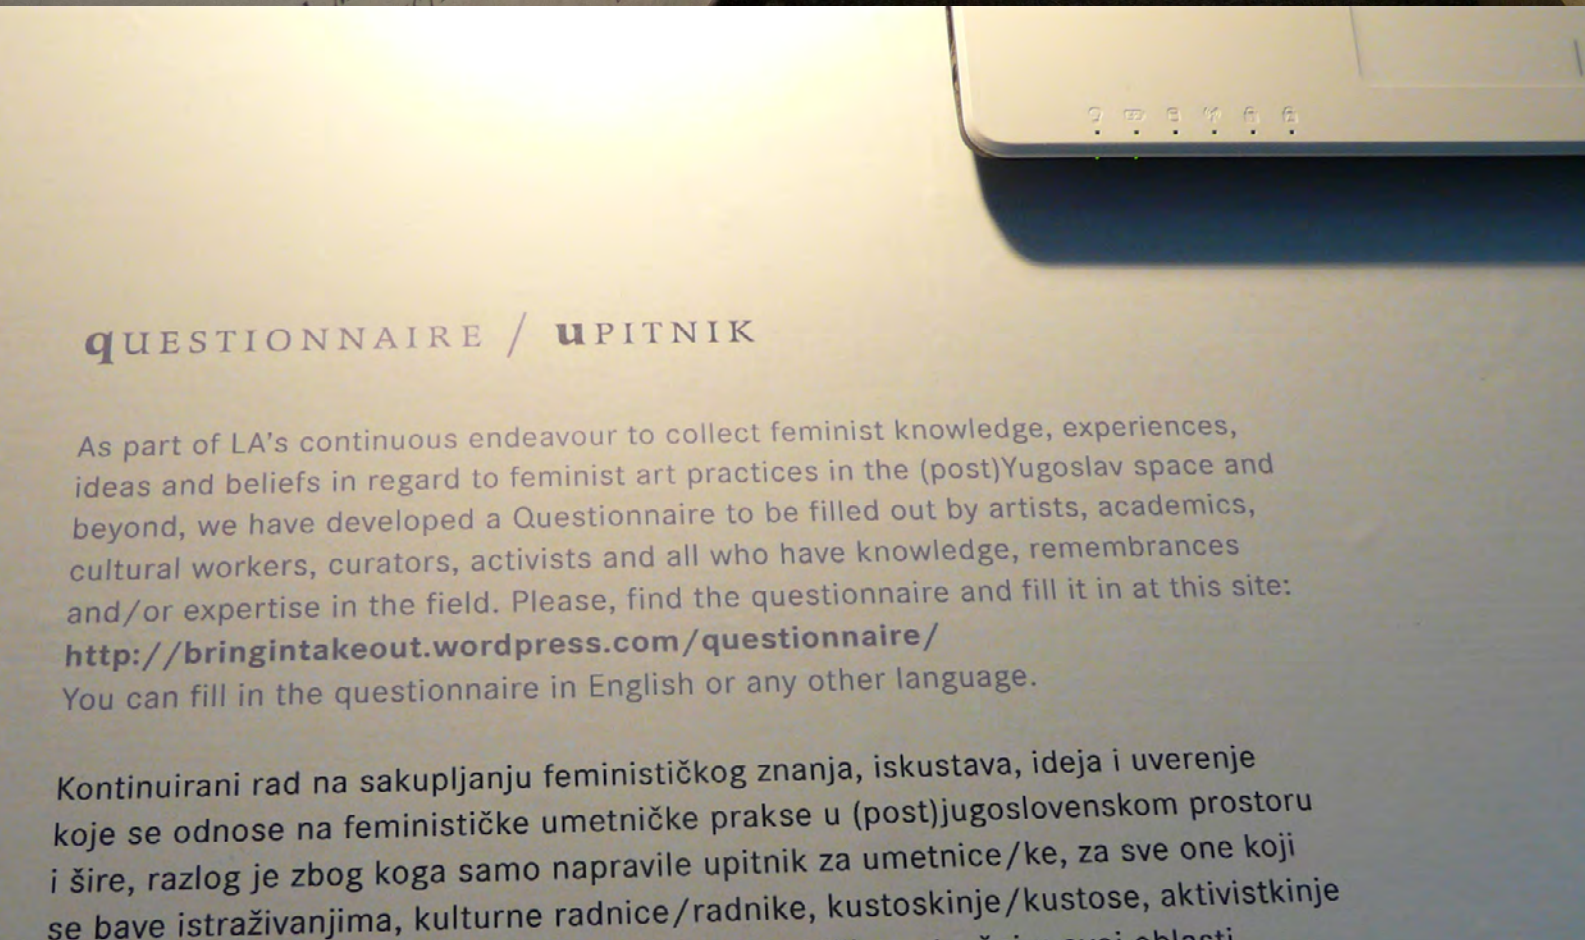 qUESTIONNAIRE / uPITNIK
As part of LA's continuous endeavour to collect feminist knowledge, experiences,
ideas and beliefs in regard to feminist art practices in the (post)Yugoslav space and
beyond, we have developed a Questionnaire to be filled out by artists, academics,
cultural workers, curators, activists and all who have knowledge, remembrances
and/or expertise in the field. Please, find the questionnaire and fill it in at this site:
http://bringintakeout.wordpress.com/questionnaire/
You can fill in the questionnaire in English or any other language.
Kontinuirani rad na sakupljanju feminističkog znanja, iskustava, ideja i uverenje
koje se odnose na feminističke umetničke prakse u (post)jugoslovenskom prostoru
i šire, razlog je zbog koga samo napravile upitnik za umetnice/ke, za sve one koji
se bave istraživanjima, kulturne radnice/radnike, kustoskinje/kustose, aktivistkinje
oblasti